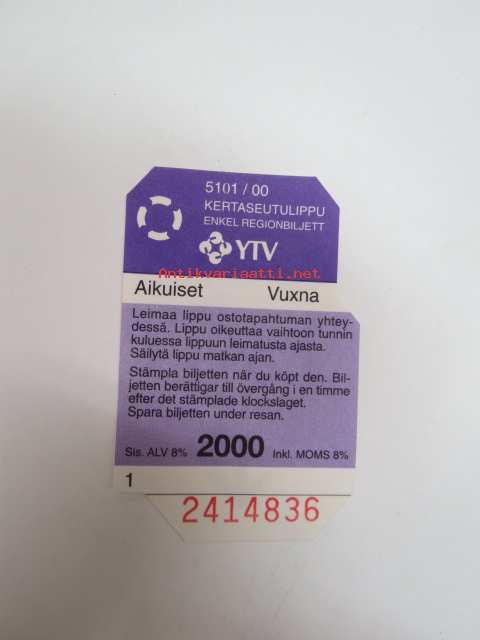 5101 / 00
KERTASEUTULIPPU
ENKEL REGIONBILJETT
YTV
Antikvariaatti.net
Aikuiset Vuxna
Leimaa lippu ostotapahtuman yhtey-
dessä. Lippu oikeuttaa vaihtoon tunnin
kuluessa lippuun leimatusta ajasta.
Säilytä lippu matkan ajan.
Stämpla biljetten när du köpt den. Bil-
jetten berättigar till övergång i en timme
efter det stämplade klockslaget.
Spara biljetten under resan.
Sis. ALV 8% 2000 Inkl. MOMS 8%
1
2414836